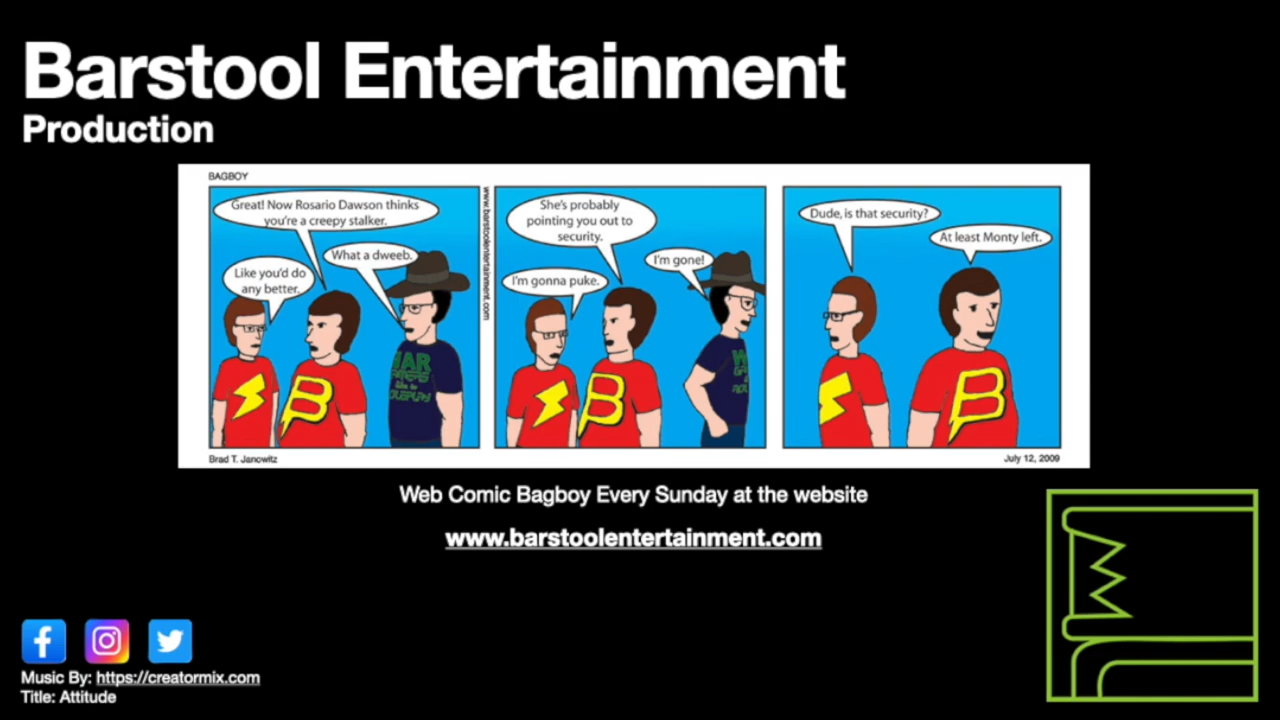 Barstool Entertainment
Production
BAGBOY
Great! Now Rosario Dawson thinks
you're a creepy stalker.
What a dweeb.
Like you'd do
any better.
www.barstoolentertainment.com
She's probably
pointing you out to
security.
I'm gone!
I'm gonna puke.
Dude, is that security?
At least Monty left.
B
B
B
Brad T. Janowitz
July 12, 2009
Web Comic Bagboy Every Sunday at the website
www.barstoolentertainment.com
Music By: https://creatormix.com
Title: Attitude